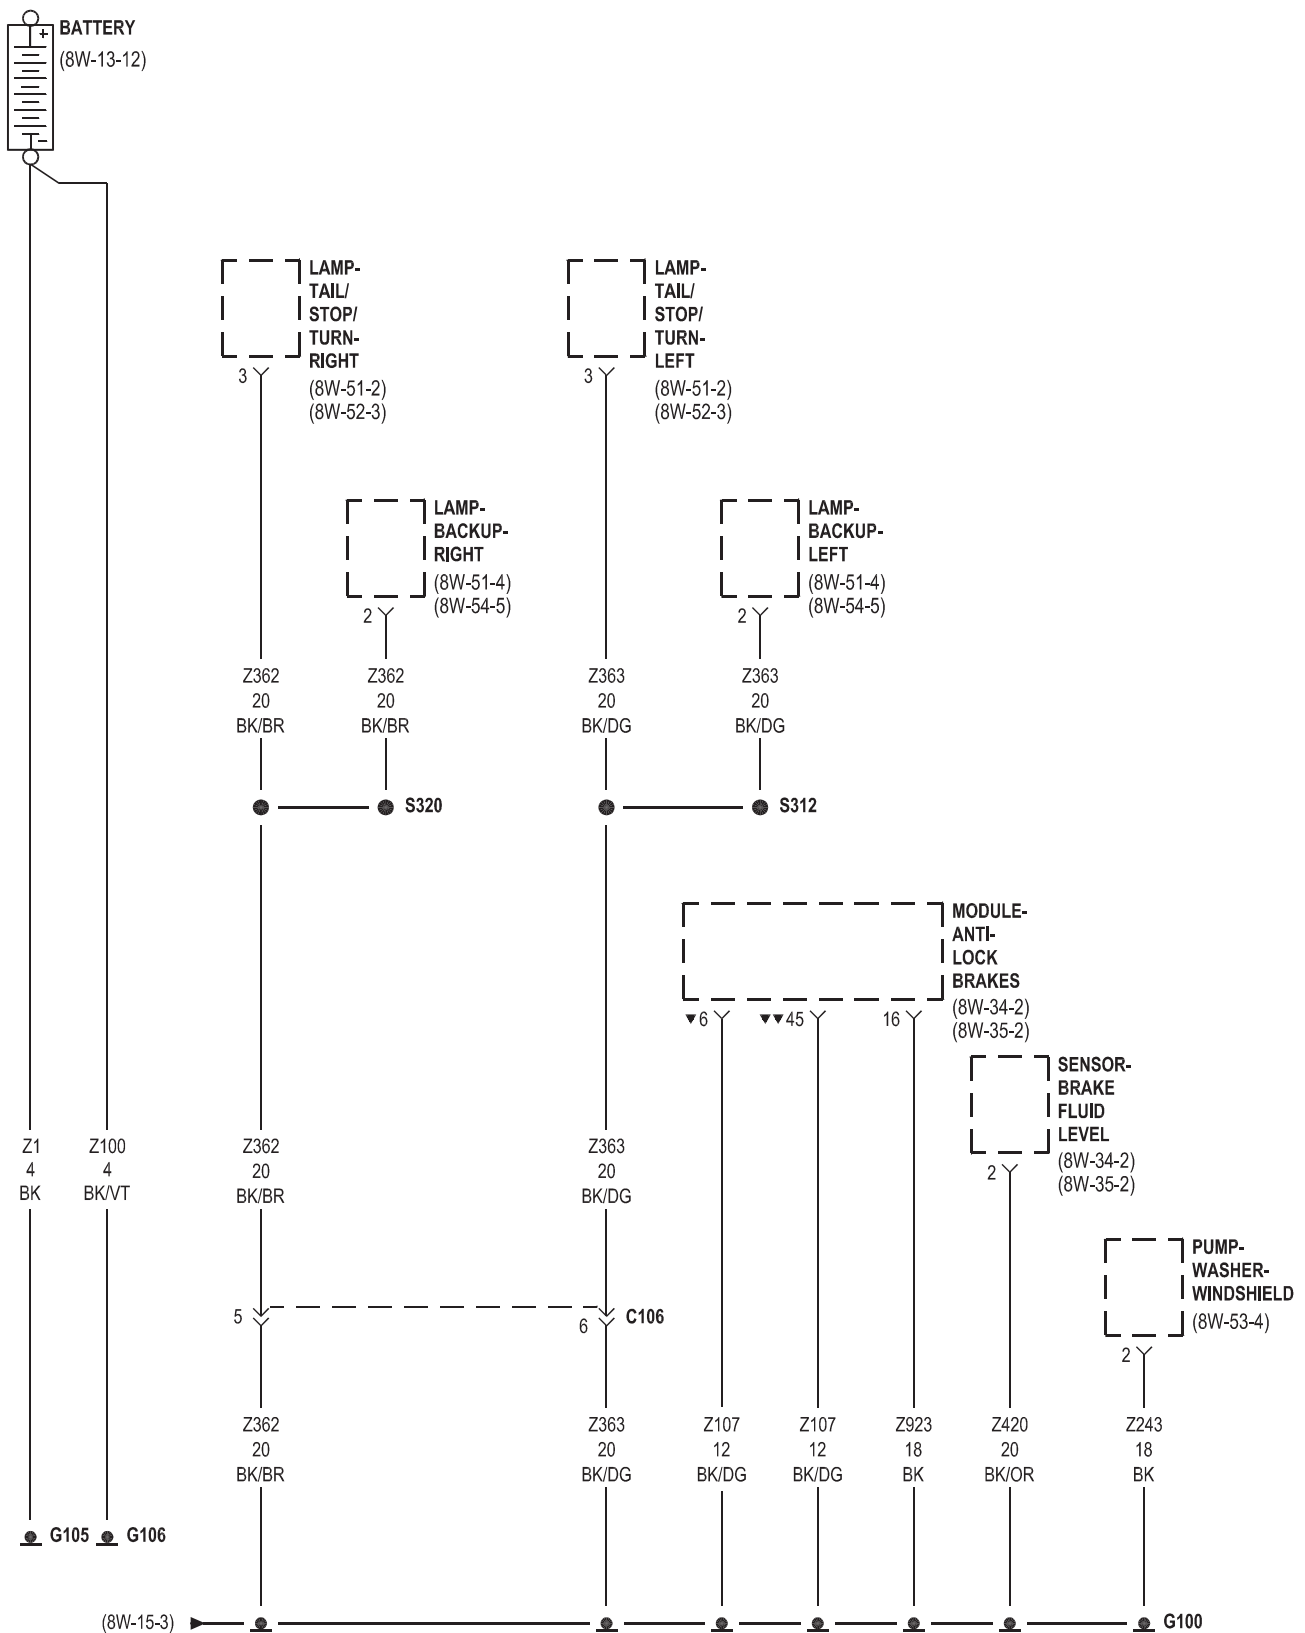 BATTERY
(8W-13-12)
+
−
LAMP-
TAIL/
STOP/
TURN-
RIGHT
(8W-51-2)
(8W-52-3)
3
LAMP-
TAIL/
STOP/
TURN-
LEFT
(8W-51-2)
(8W-52-3)
3
LAMP-
BACKUP-
RIGHT
(8W-51-4)
(8W-54-5)
2
LAMP-
BACKUP-
LEFT
(8W-51-4)
(8W-54-5)
2
Z362
20
BK/BR
Z362
20
BK/BR
Z363
20
BK/DG
Z363
20
BK/DG
S320
S312
MODULE-
ANTI-
LOCK
BRAKES
(8W-34-2)
(8W-35-2)
▼6
▼▼45
16
SENSOR-
BRAKE
FLUID
LEVEL
(8W-34-2)
(8W-35-2)
2
Z1
4
BK
Z100
4
BK/VT
Z362
20
BK/BR
Z363
20
BK/DG
PUMP-
WASHER-
WINDSHIELD
(8W-53-4)
2
5
6
C106
Z362
20
BK/BR
Z363
20
BK/DG
Z107
12
BK/DG
Z107
12
BK/DG
Z923
18
BK
Z420
20
BK/OR
Z243
18
BK
G105
G106
(8W-15-3)
G100